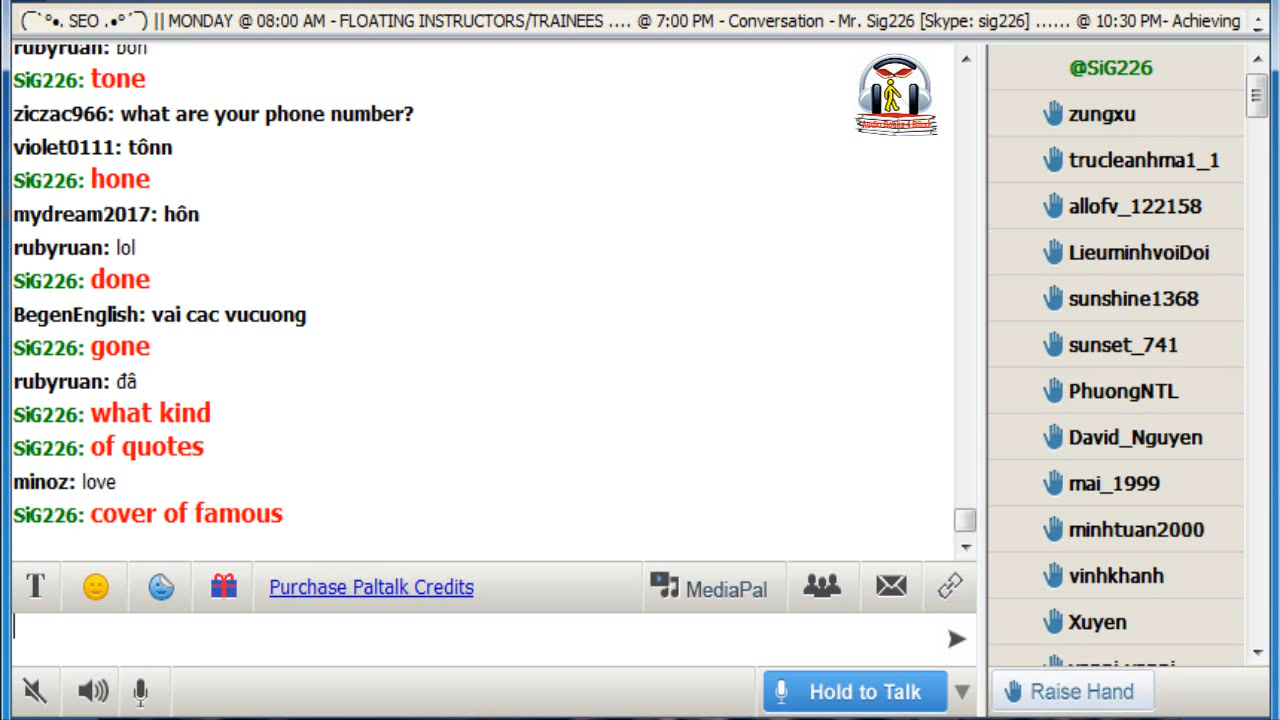 (¯`°•. SEO .•°´¯) || MONDAY @ 08:00 AM - FLOATING INSTRUCTORS/TRAINEES .... @ 7:00 PM - Conversation - Mr. Sig226 [Skype: sig226] ...... @ 10:30 PM- Achieving
rubyruan: bon
SiG226: tone
ziczac966: what are your phone number?
violet0111: tônn
SiG226: hone
mydream2017: hôn
rubyruan: lol
SiG226: done
BegenEnglish: vai cac vucuong
SiG226: gone
rubyruan: đâ
SiG226: what kind
SiG226: of quotes
minoz: love
SiG226: cover of famous
@SiG226
zungxu
trucleanhma1_1
allofv_122158
LieuminhvoiDoi
sunshine1368
sunset_741
PhuongNTL
David_Nguyen
mai_1999
minhtuan2000
vinhkhanh
Xuyen
T
Purchase Paltalk Credits
MediaPal
Hold to Talk
Raise Hand